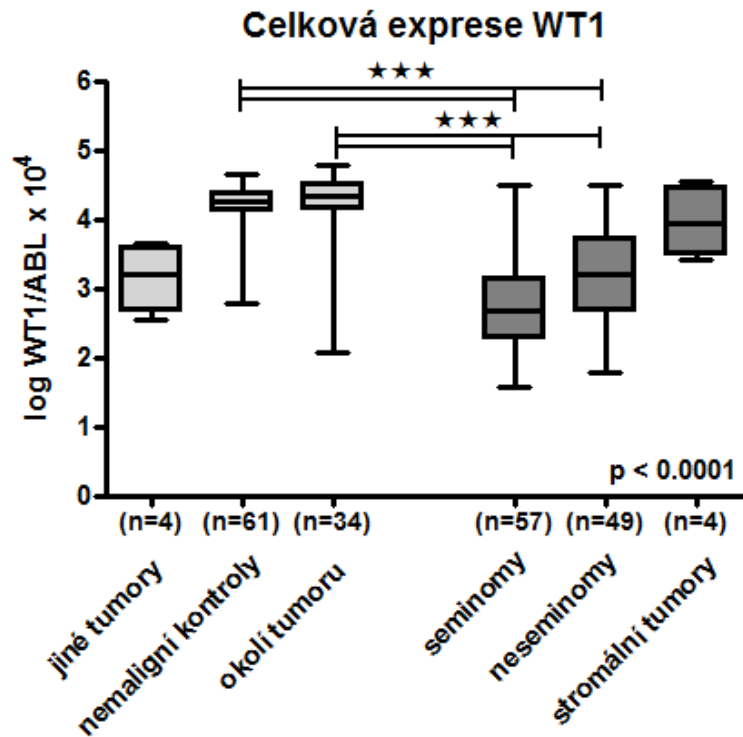 Celková exprese WT1
★★★
★★★
log WT1/ABL x 10⁴
6
5
4
3
2
1
0
p < 0.0001
(n=4) (n=61) (n=34) (n=57) (n=49) (n=4)
jiné tumory
nemaligní kontroly
okolí tumoru
seminomy
neseminomy
stromální tumory